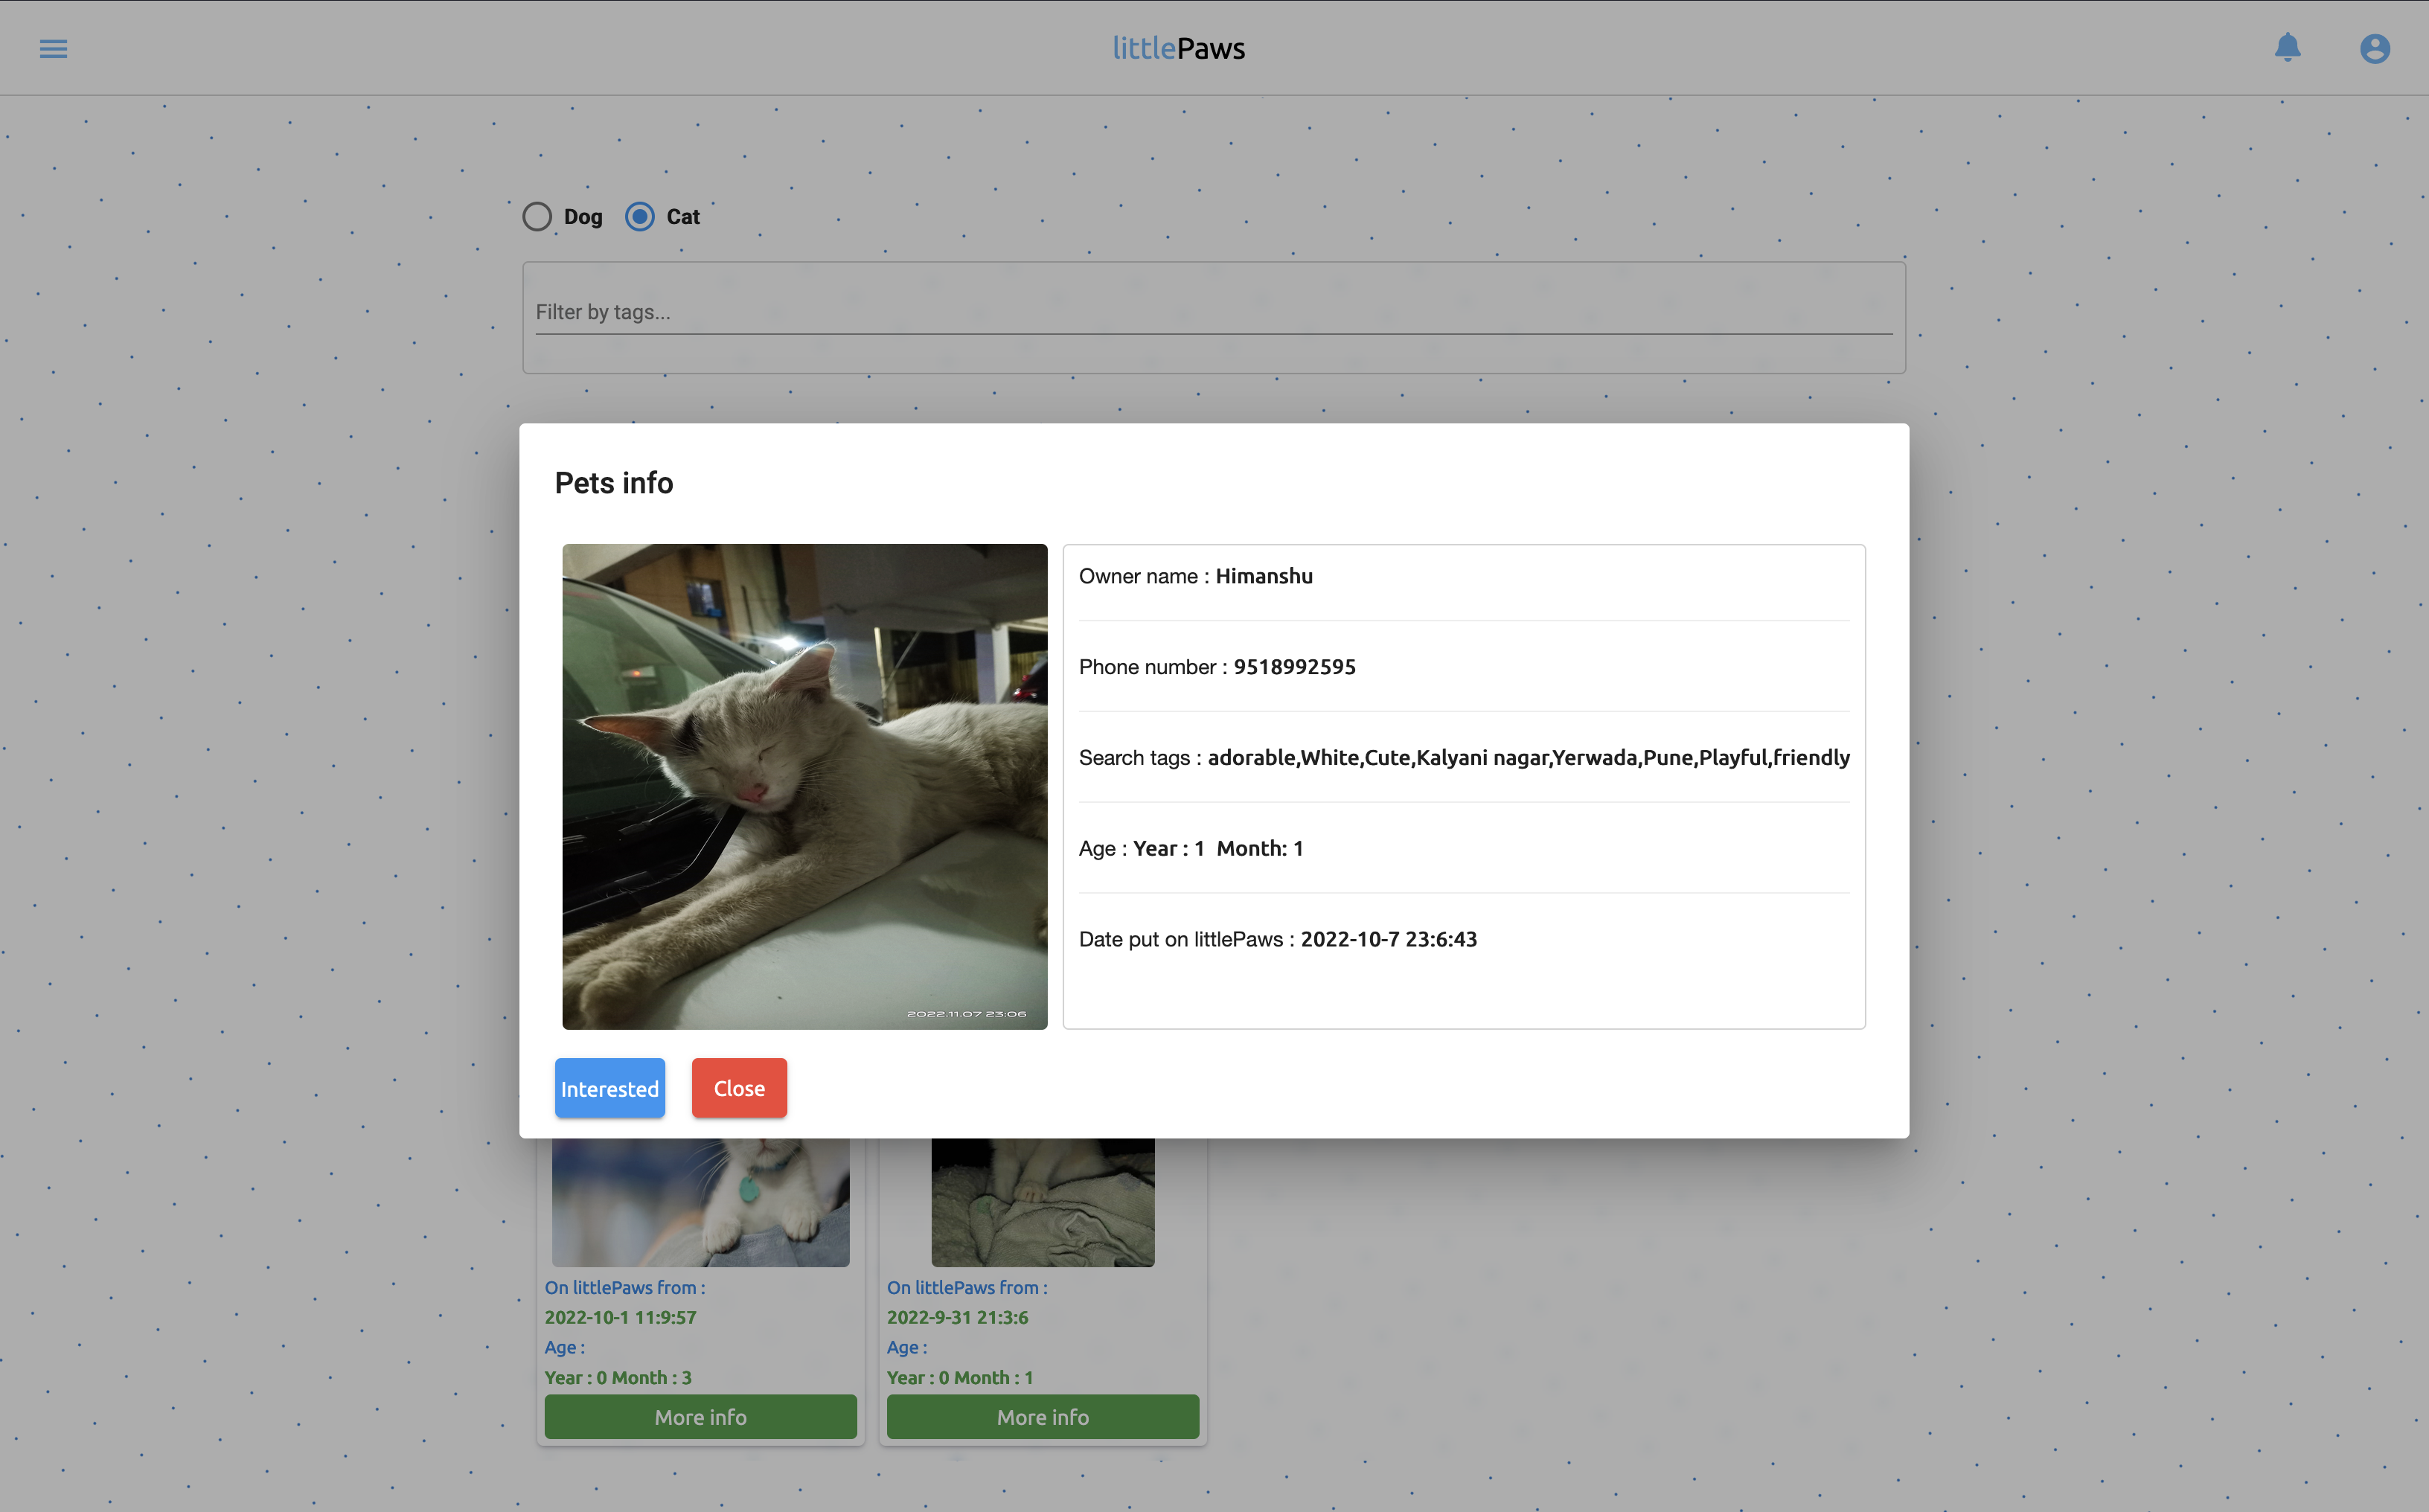 littlePaws
Dog Cat
Filter by tags...
Pets info
Owner name : Himanshu
Phone number : 9518992595
Search tags : adorable,White,Cute,Kalyani nagar,Yerwada,Pune,Playful,friendly
Age : Year : 1 Month: 1
Date put on littlePaws : 2022-10-7 23:6:43
2022.11.07 23:06
Interested Close
On littlePaws from :
2022-10-1 11:9:57
Age :
Year : 0 Month : 3
More info
On littlePaws from :
2022-9-31 21:3:6
Age :
Year : 0 Month : 1
More info